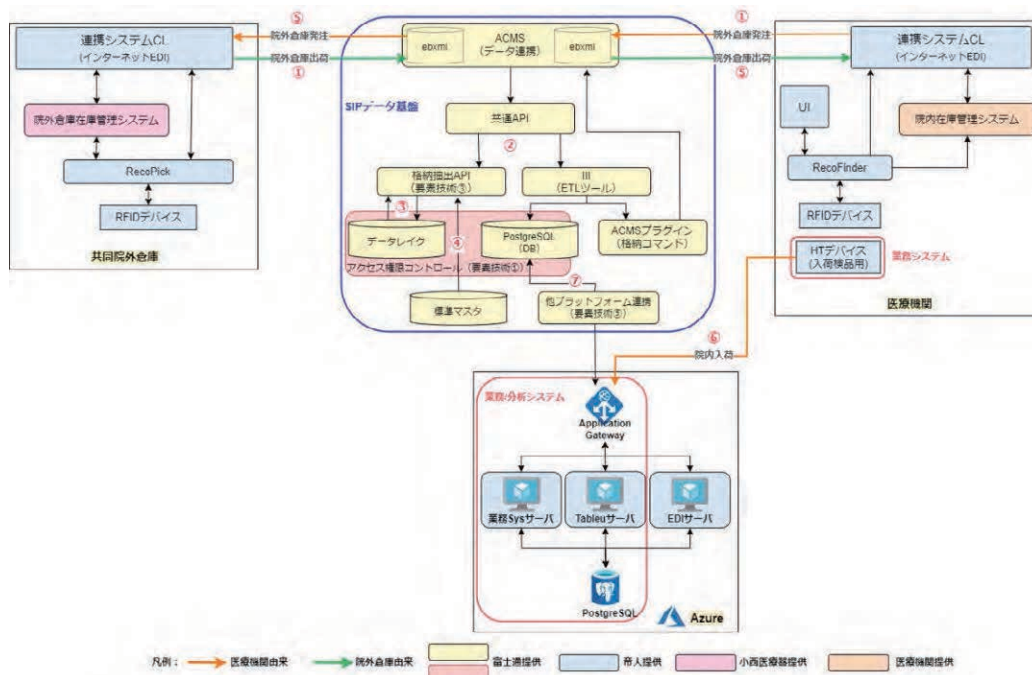 ⑤
院外倉庫発注
院外倉庫出荷
①
連携システムCL
(インターネットEDI)
院外倉庫在庫管理システム
RecoPick
RFIDデバイス
共同院外倉庫
ebxml
ACMS
(データ連携)
ebxml
SIPデータ基盤
共通API
②
格納抽出API
(要素技術③)
III
(ETLツール)
③
④
データレイク
PostgreSQL
(DB)
アクセス権限コントロール (要素技術①)
ACMSプラグイン
(格納コマンド)
⑦
標準マスタ
他プラットフォーム連携
①
院外倉庫発注
院外倉庫出荷
⑤
連携システムCL
(インターネットEDI)
UI
院内在庫管理システム
RecoFinder
RFIDデバイス
HTデバイス
(入荷検品用)
業務システム
医療機関
⑥
院内入荷
業務/分析システム
Application
Gateway
業務Sysサーバ
Tableuサーバ
EDIサーバ
PostgreSQL
Azure
凡例：
医療機関由来
院外倉庫由来
富士通提供
帝人提供
小西医療器提供
医療機関提供